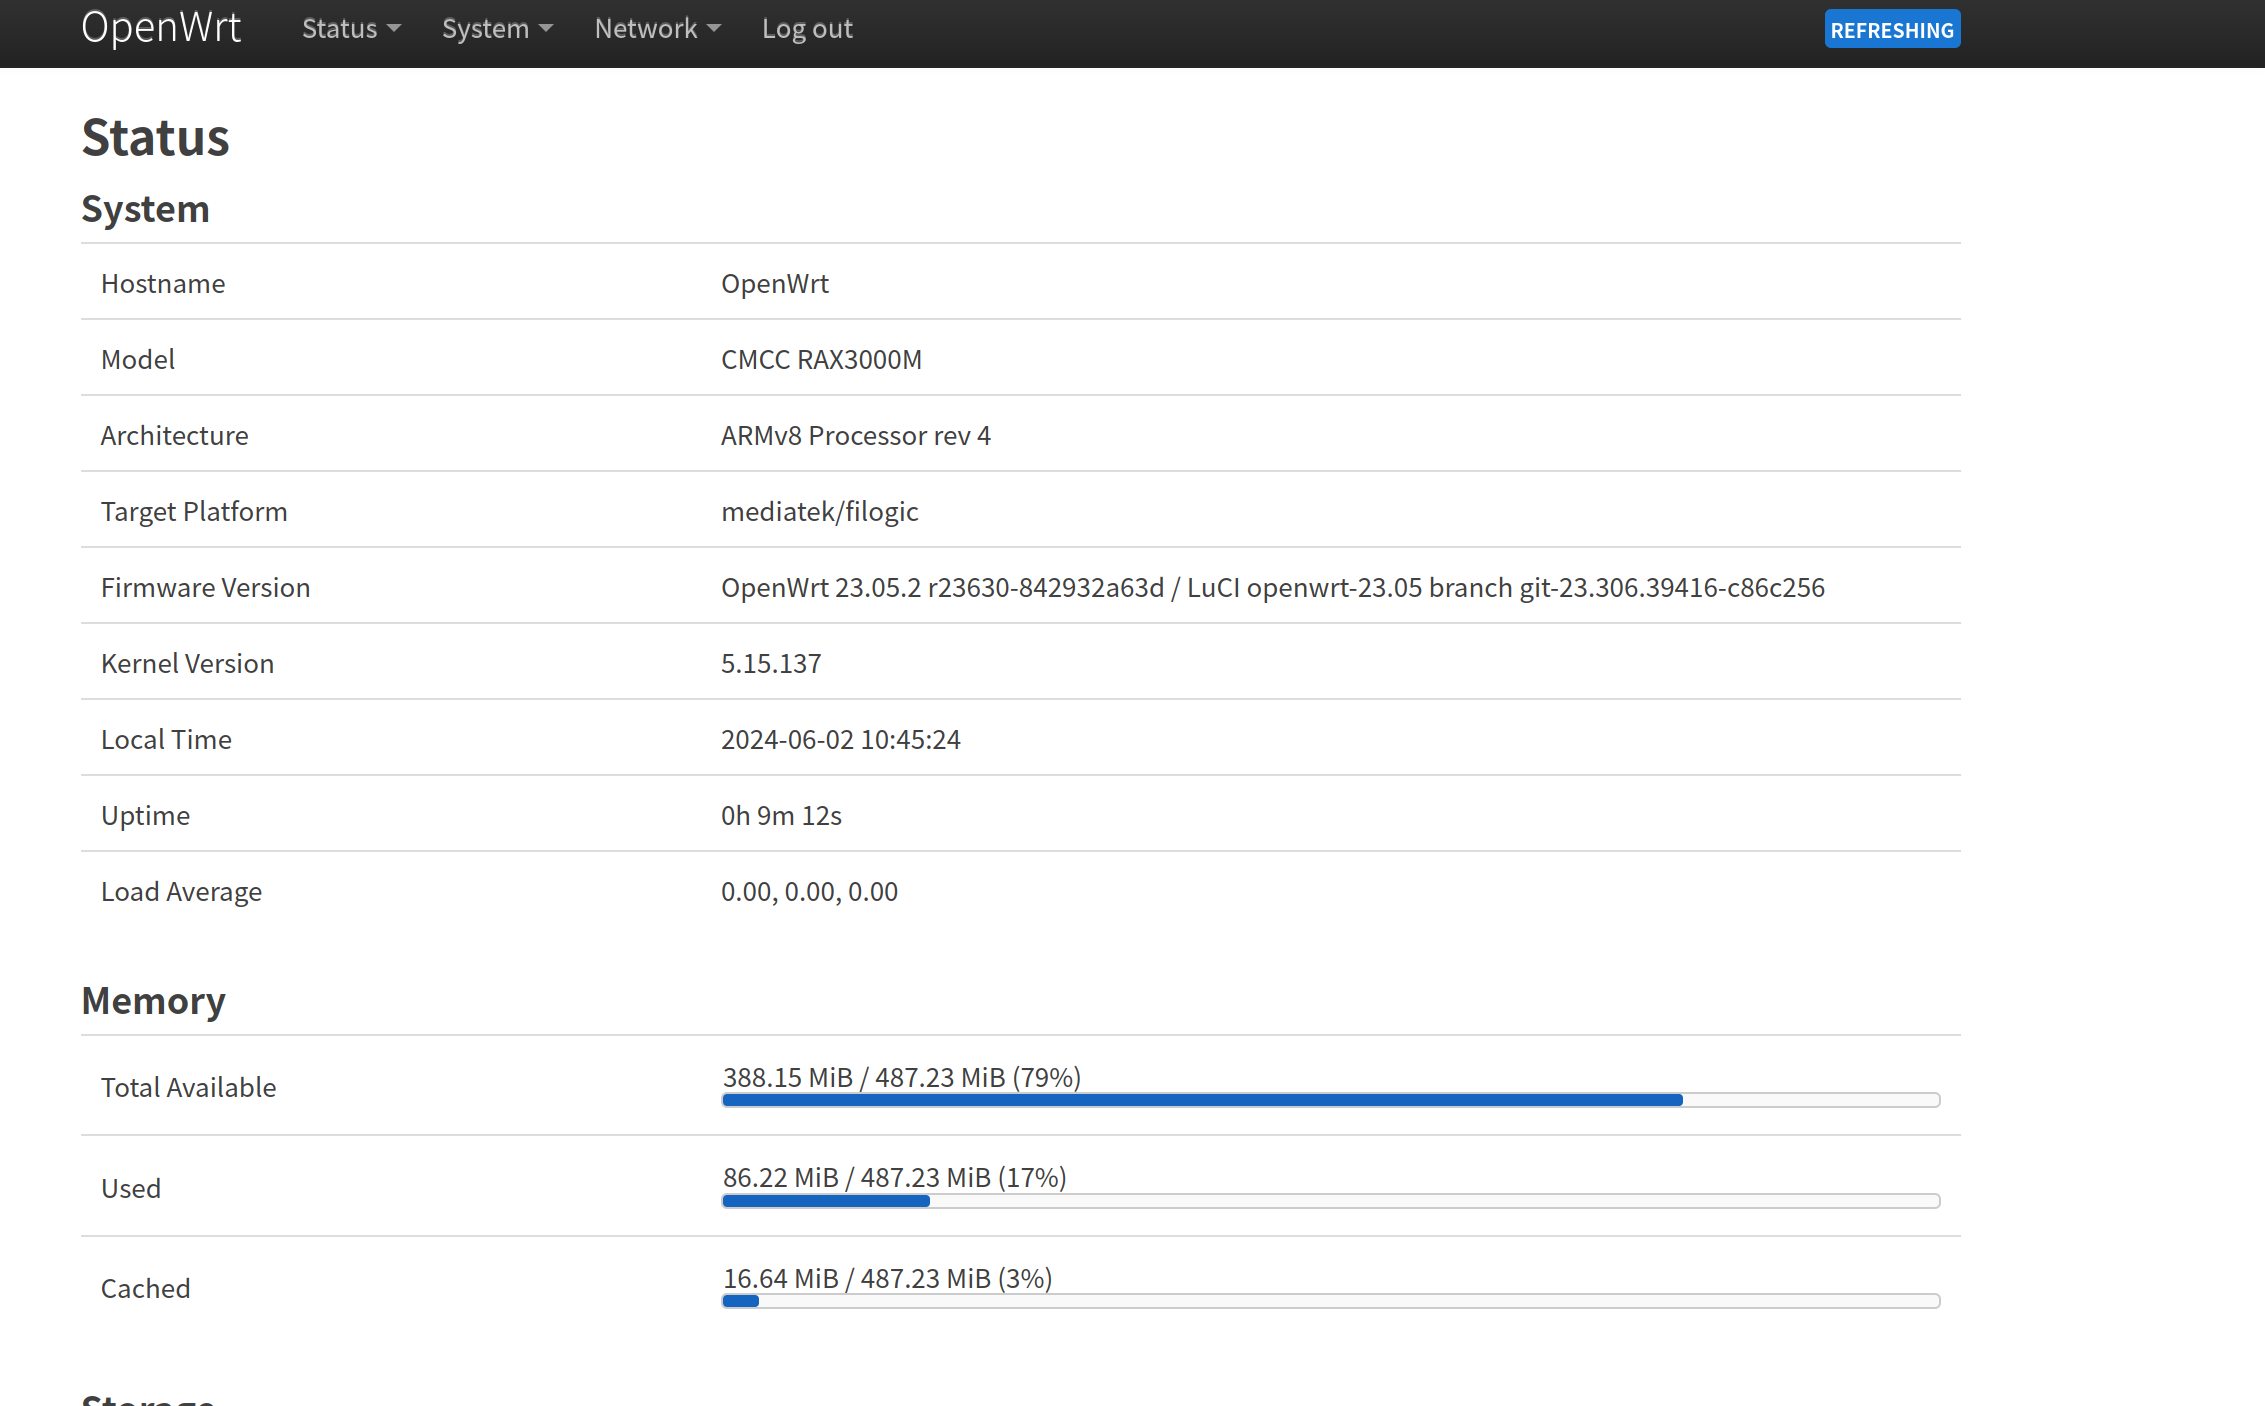 OpenWrt Status System Network Log out REFRESHING
Status
System
Hostname OpenWrt
Model CMCC RAX3000M
Architecture ARMv8 Processor rev 4
Target Platform mediatek/filogic
Firmware Version OpenWrt 23.05.2 r23630-842932a63d / LuCI openwrt-23.05 branch git-23.306.39416-c86c256
Kernel Version 5.15.137
Local Time 2024-06-02 10:45:24
Uptime 0h 9m 12s
Load Average 0.00, 0.00, 0.00
Memory
Total Available 388.15 MiB / 487.23 MiB (79%)
Used 86.22 MiB / 487.23 MiB (17%)
Cached 16.64 MiB / 487.23 MiB (3%)
Storage